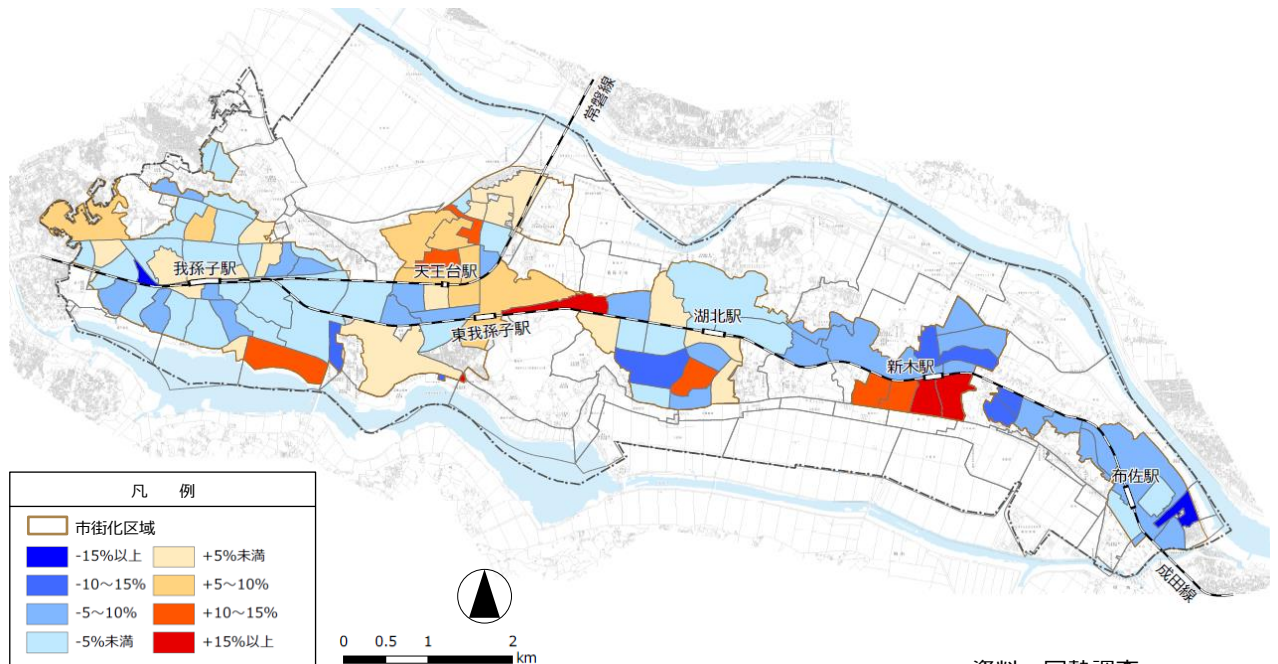 常磐線
我孫子駅
天王台駅
東我孫子駅
湖北駅
新木駅
布佐駅
成田線
凡 例
市街化区域
-15%以上
+5%未満
-10～15%
+5～10%
-5～10%
+10～15%
-5%未満
+15%以上
0 0.5 1 2
km